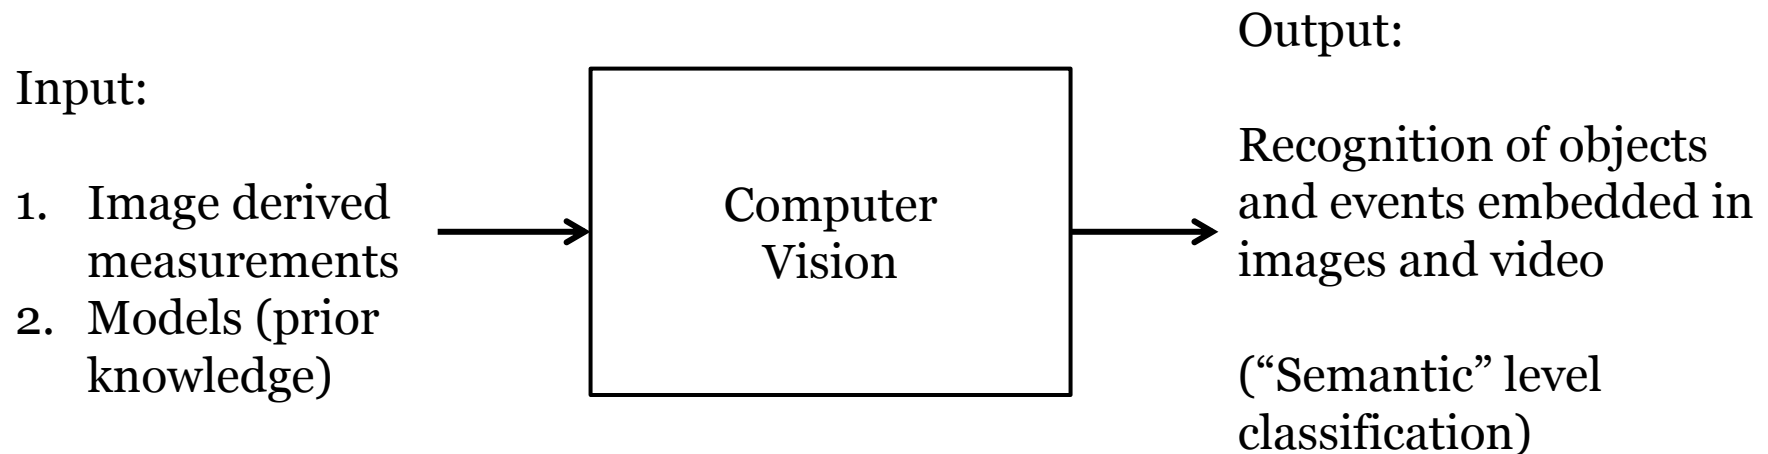 Input:
1. Image derived
measurements
2. Models (prior
knowledge)
Computer
Vision
Output:
Recognition of objects
and events embedded in
images and video
(“Semantic” level
classification)